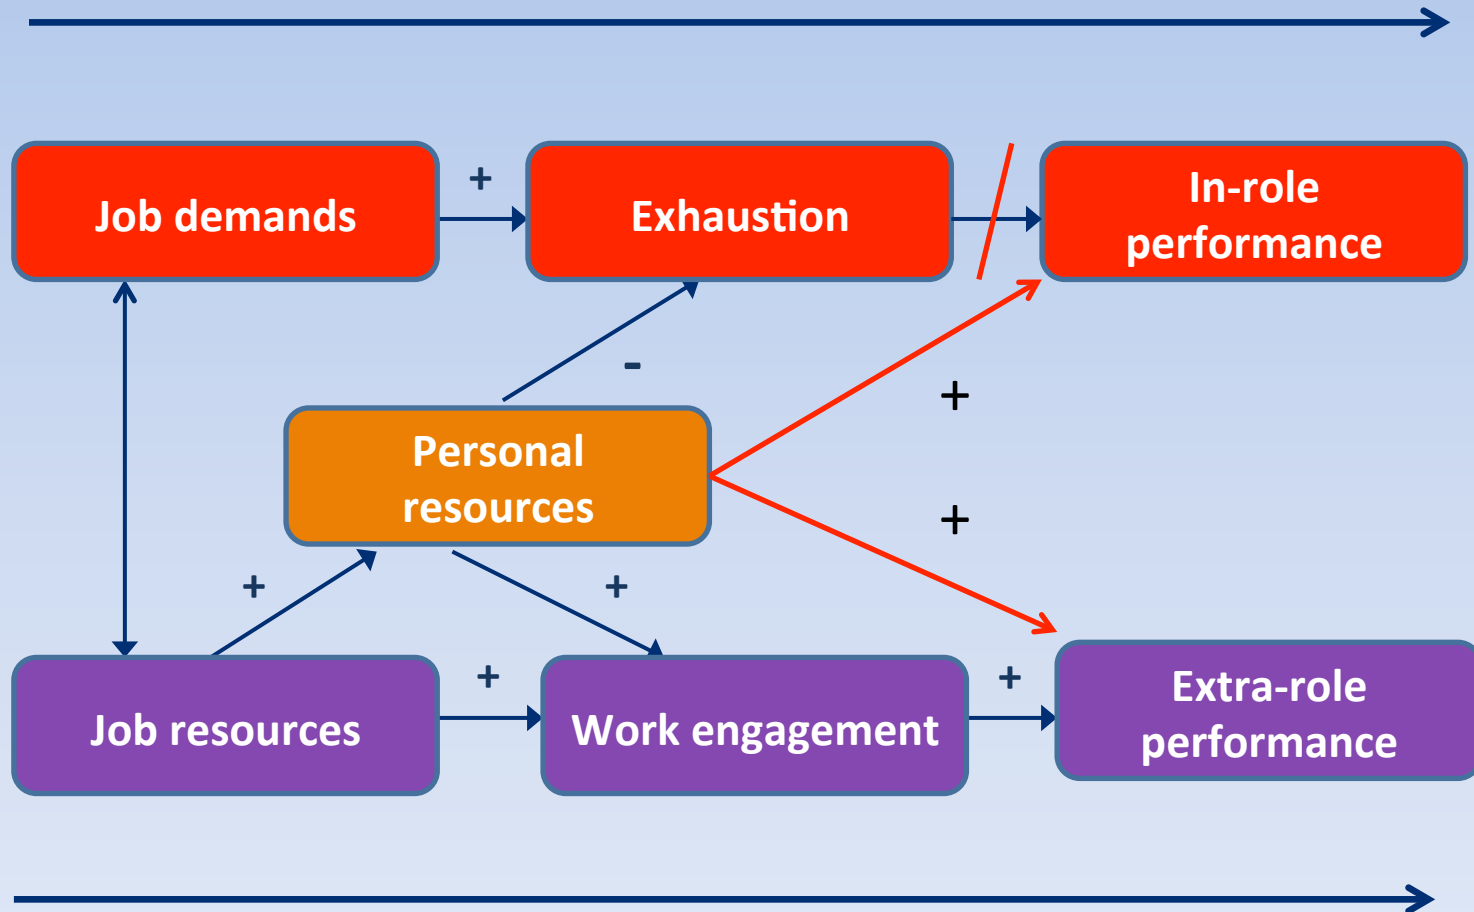 +
Job demands
Exhaustion
In-role
performance
-
+
Personal
resources
+
+
+
+
+
Job resources
Work engagement
Extra-role
performance